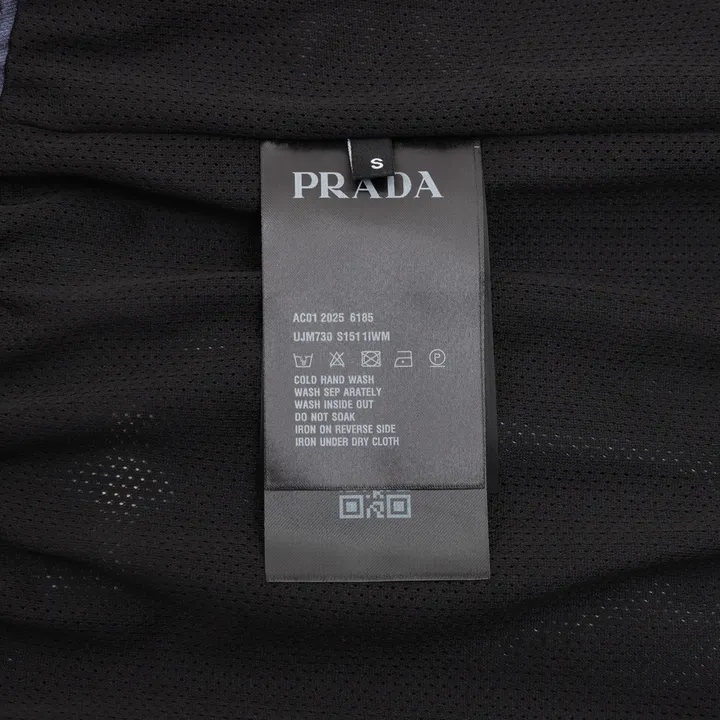 S
PRADA
AC01 2025 6185
UJM730 S1511IWM
P
COLD HAND WASH
WASH SEP ARATELY
WASH INSIDE OUT
DO NOT SOAK
IRON ON REVERSE SIDE
IRON UNDER DRY CLOTH